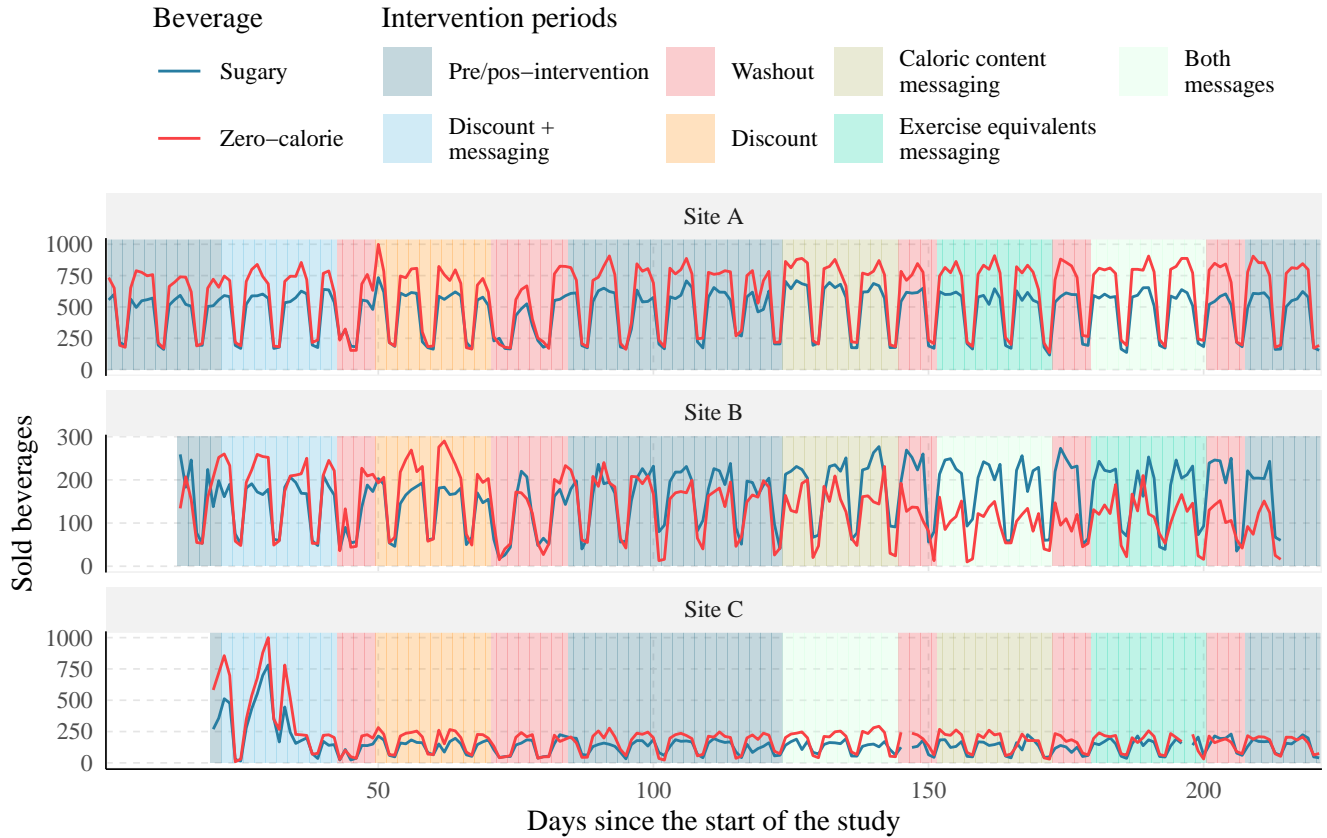 Beverage
Intervention periods
Sugary
Pre/pos−intervention
Washout
Caloric content
messaging
Both
messages
Zero−calorie
Discount +
messaging
Discount
Exercise equivalents
messaging
Site A
1000
750
500
250
0
Site B
300
200
100
0
Site C
1000
750
500
250
0
Sold beverages
50
100
150
200
Days since the start of the study